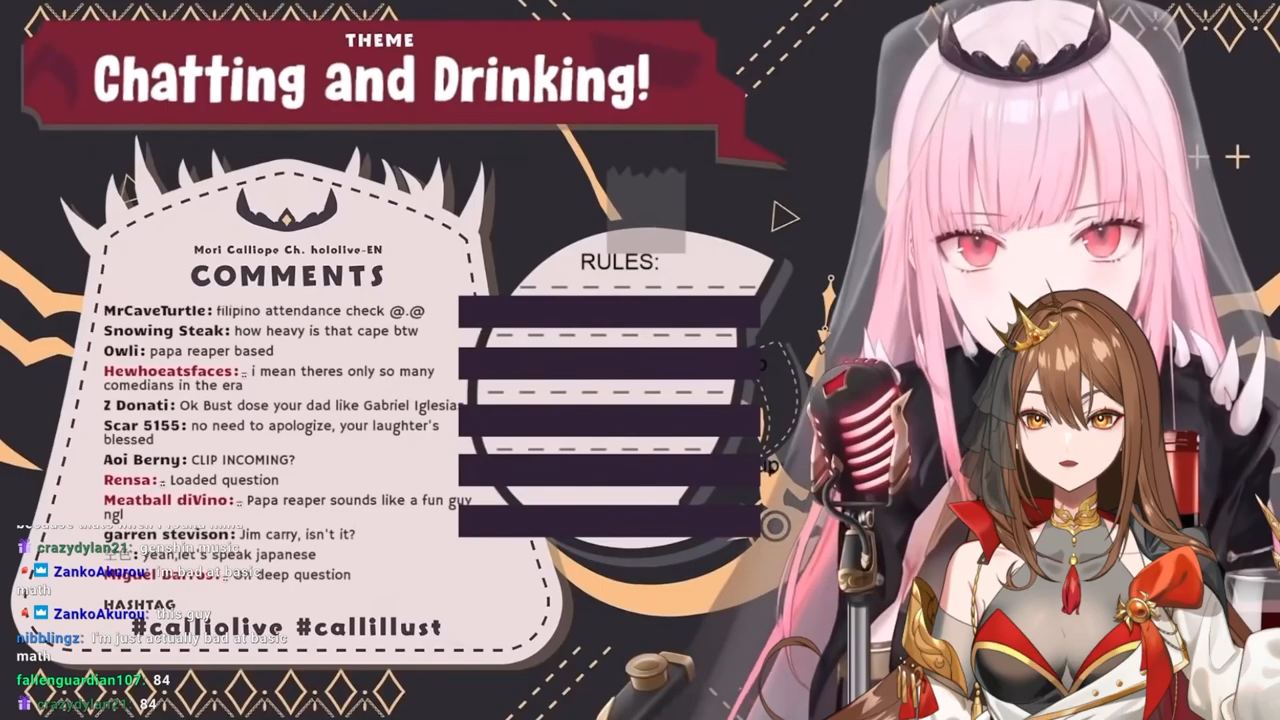 THEME
Chatting and Drinking!
Mori Calliope Ch. hololive-EN
COMMENTS
MrCaveTurtle: filipino attendance check @.@
Snowing Steak: how heavy is that cape btw
Owli: papa reaper based
Hewhoeatsfaces: i mean theres only so many
comedians in the era
Z Donati: Ok Bust dose your dad like Gabriel Iglesias
Scar 5155: no need to apologize, your laughter's
blessed
Aoi Berny: CLIP INCOMING?
Rensa: Loaded question
Meatball diVino: Papa reaper sounds like a fun guy
ngl
garren stevison: Jim carry, isn't it?
yeah,let's speak japanese
Miguel deep question
HASHTAG
#calliolive #callillust
RULES:
p
up
crazydylan21: genshin music
ZankoAkurou: im bad at basic
math
ZankoAkurou: this guy
nibblingz: I'm just actually bad at basic
math
fallenguardian107: 84
crazydylan21: 84